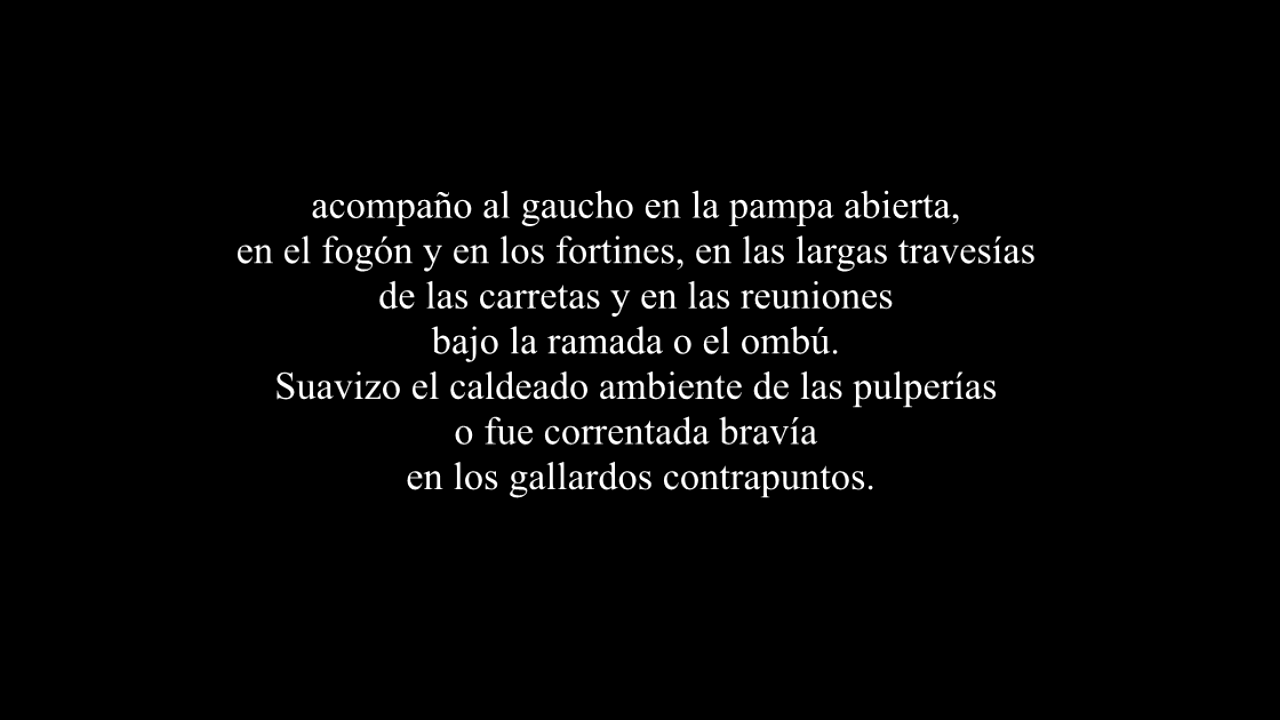 acompaño al gaucho en la pampa abierta,
en el fogón y en los fortines, en las largas travesías
de las carretas y en las reuniones
bajo la ramada o el ombú.
Suavizo el caldeado ambiente de las pulperías
o fue correntada bravía
en los gallardos contrapuntos.